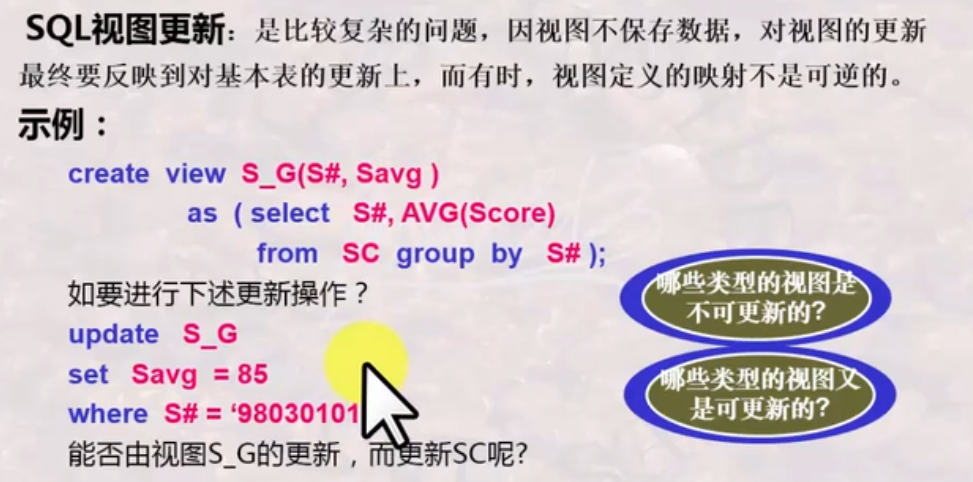 SQL视图更新：是比较复杂的问题，因视图不保存数据，对视图的更新
最终要反映到对基本表的更新上，而有时，视图定义的映射不是可逆的。
示例：
create view S_G(S#, Savg )
as ( select S#, AVG(Score)
from SC group by S# );
如要进行下述更新操作？
update S_G
set Savg = 85
where S# = ‘98030101
能否由视图S_G的更新，而更新SC呢?
哪些类型的视图是
不可更新的?
哪些类型的视图又
是可更新的?